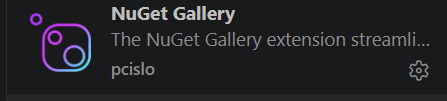 NuGet Gallery
The NuGet Gallery extension streamli...
pcislo